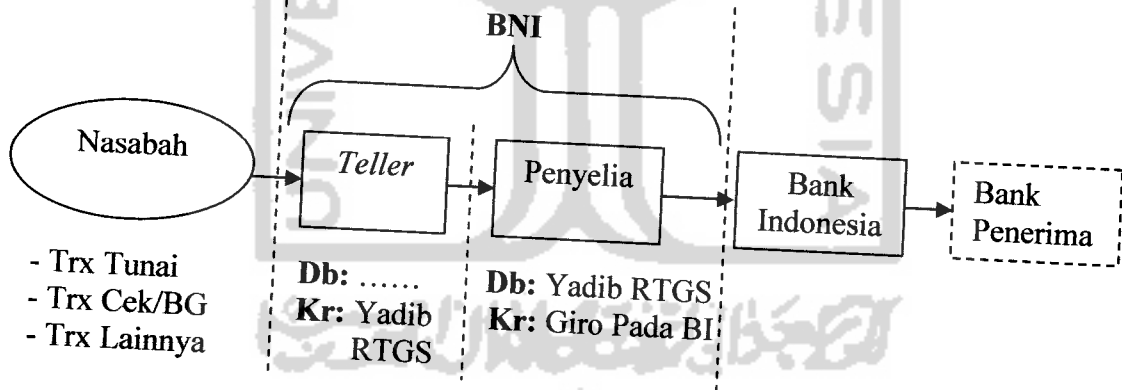 BNI
Nasabah
Teller
Penyelia
Bank
Indonesia
Bank
Penerima
- Trx Tunai
- Trx Cek/BG
- Trx Lainnya
Db: ......
Kr: Yadib
RTGS
Db: Yadib RTGS
Kr: Giro Pada BI